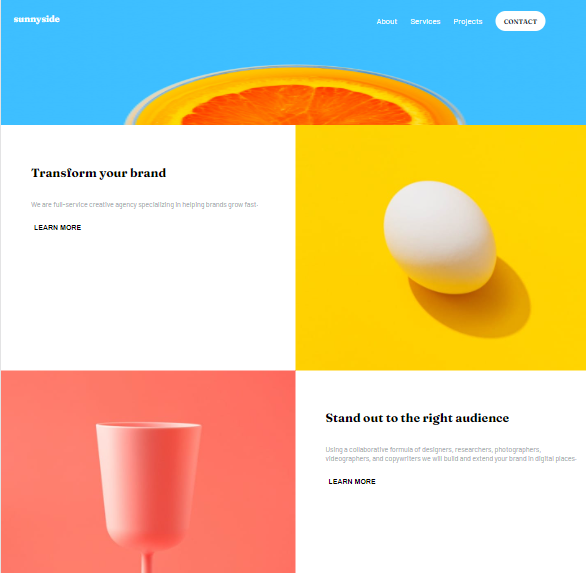 sunnyside
About Services Projects CONTACT
Transform your brand
We are full-service creative agency specializing in helping brands grow fast.
LEARN MORE
Stand out to the right audience
Using a collaborative formula of designers, researchers, photographers,
videographers, and copywriters we will build and extend your brand in digital places.
LEARN MORE